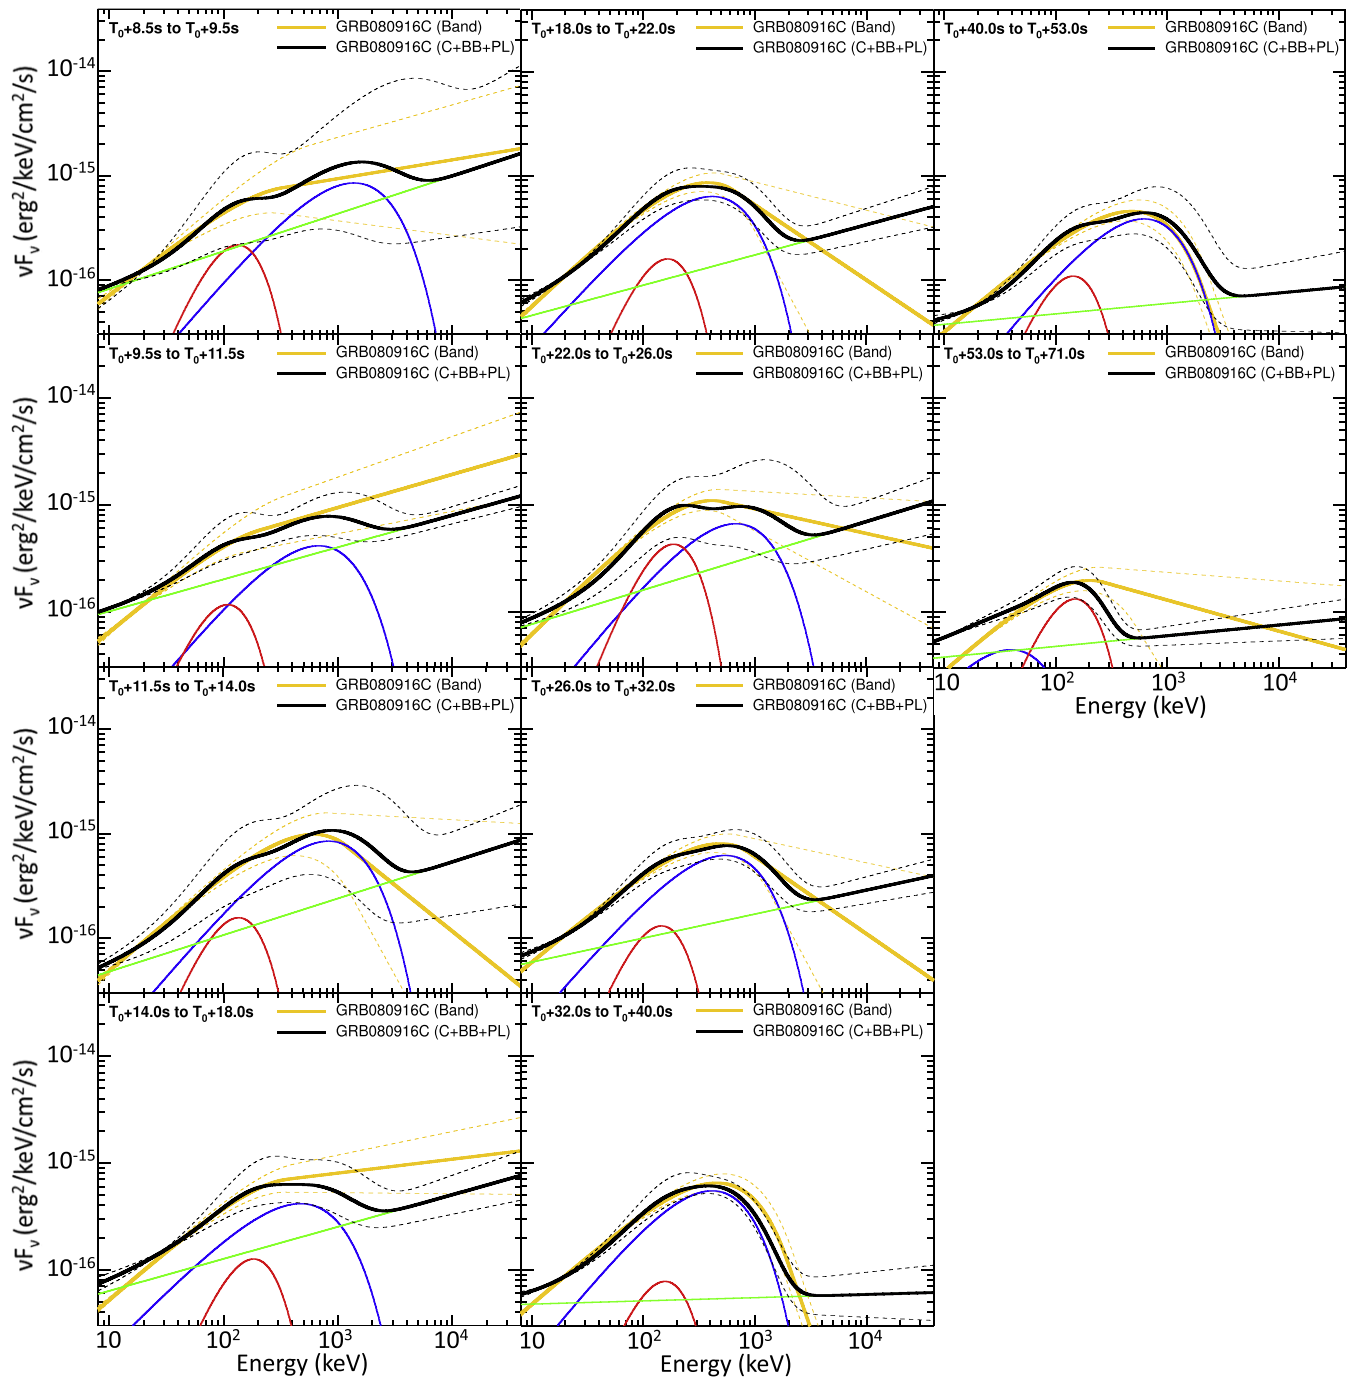 T0+8.5s to T0+9.5s
GRB080916C (Band)
GRB080916C (C+BB+PL)
T0+18.0s to T0+22.0s
GRB080916C (Band)
GRB080916C (C+BB+PL)
T0+40.0s to T0+53.0s
GRB080916C (Band)
GRB080916C (C+BB+PL)
νFν (erg2/keV/cm2/s)
10-14
10-15
10-16
T0+9.5s to T0+11.5s
GRB080916C (Band)
GRB080916C (C+BB+PL)
T0+22.0s to T0+26.0s
GRB080916C (Band)
GRB080916C (C+BB+PL)
T0+53.0s to T0+71.0s
GRB080916C (Band)
GRB080916C (C+BB+PL)
νFν (erg2/keV/cm2/s)
10-14
10-15
10-16
10 102 103 104
Energy (keV)
T0+11.5s to T0+14.0s
GRB080916C (Band)
GRB080916C (C+BB+PL)
T0+26.0s to T0+32.0s
GRB080916C (Band)
GRB080916C (C+BB+PL)
νFν (erg2/keV/cm2/s)
10-14
10-15
10-16
T0+14.0s to T0+18.0s
GRB080916C (Band)
GRB080916C (C+BB+PL)
T0+32.0s to T0+40.0s
GRB080916C (Band)
GRB080916C (C+BB+PL)
νFν (erg2/keV/cm2/s)
10-14
10-15
10-16
10 102 103 104
Energy (keV)
10 102 103 104
Energy (keV)